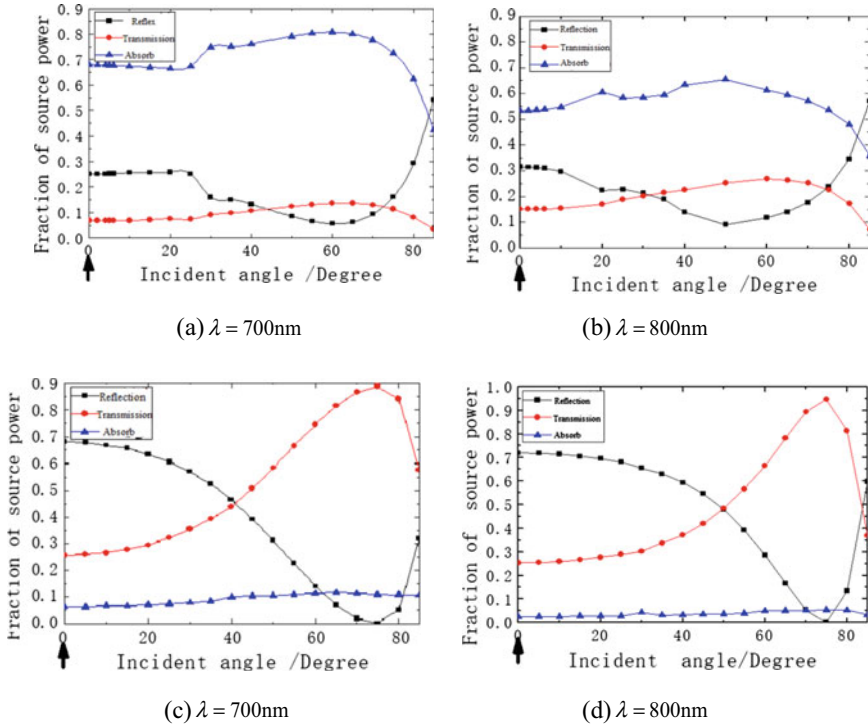 Reflex
Transmission
Absorb
0.9
0.8
0.7
0.6
0.5
0.4
0.3
0.2
0.1
0.0
Fraction of source power
0 20 40 60 80
Incident angle /Degree
(a) λ = 700nm
Reflection
Transmission
Absorb
0.9
0.8
0.7
0.6
0.5
0.4
0.3
0.2
0.1
0.0
Fraction of source power
0 20 40 60 80
Incident angle /Degree
(b) λ = 800nm
Reflection
Transmission
Absorb
0.9
0.8
0.7
0.6
0.5
0.4
0.3
0.2
0.1
0.0
Fraction of source power
0 20 40 60 80
Incident angle /Degree
(c) λ = 700nm
Reflection
Transmission
Absorb
1.0
0.9
0.8
0.7
0.6
0.5
0.4
0.3
0.2
0.1
0.0
Fraction of source power
0 20 40 60 80
Incident angle/Degree
(d) λ = 800nm